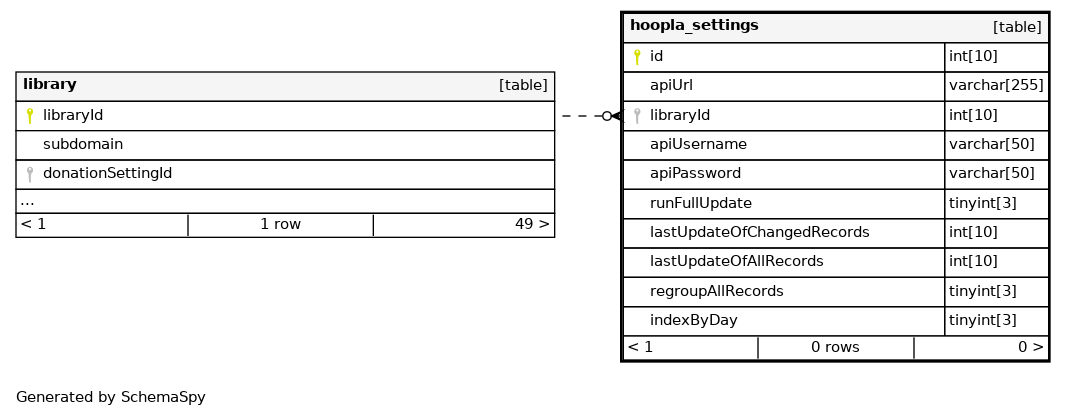 library [table]
libraryId
subdomain
donationSettingId
...
< 1 1 row 49 >
hoopla_settings [table]
id int[10]
apiUrl varchar[255]
libraryId int[10]
apiUsername varchar[50]
apiPassword varchar[50]
runFullUpdate tinyint[3]
lastUpdateOfChangedRecords int[10]
lastUpdateOfAllRecords int[10]
regroupAllRecords tinyint[3]
indexByDay tinyint[3]
< 1 0 rows 0 >
Generated by SchemaSpy